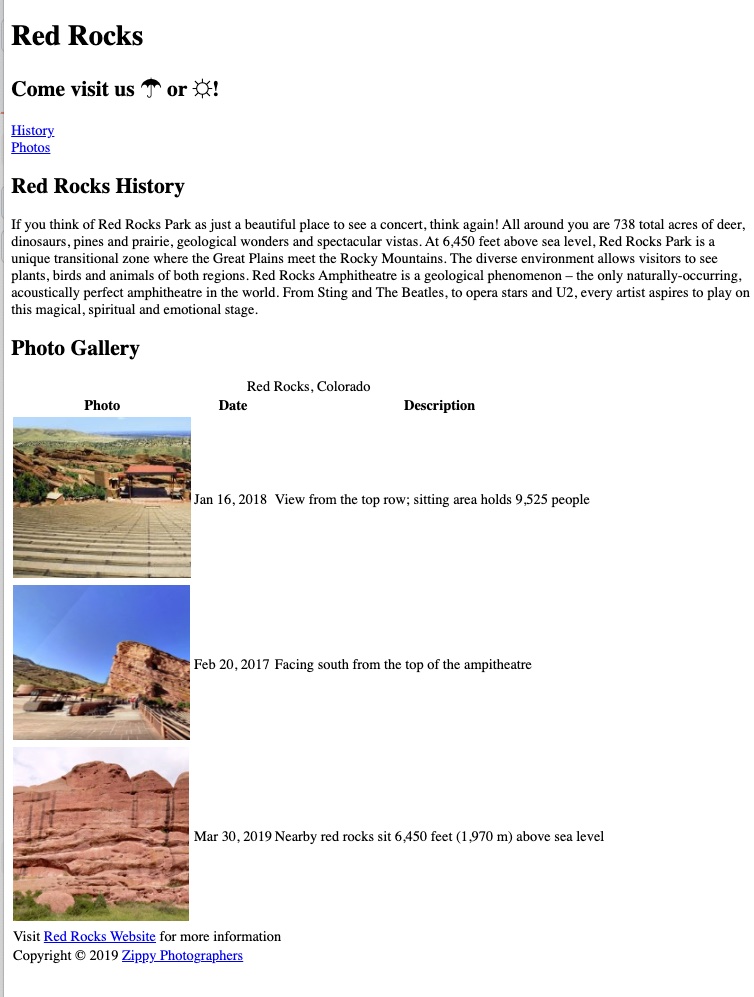 Red Rocks
Come visit us ☂ or ☼!
History
Photos
Red Rocks History
If you think of Red Rocks Park as just a beautiful place to see a concert, think again! All around you are 738 total acres of deer,
dinosaurs, pines and prairie, geological wonders and spectacular vistas. At 6,450 feet above sea level, Red Rocks Park is a
unique transitional zone where the Great Plains meet the Rocky Mountains. The diverse environment allows visitors to see
plants, birds and animals of both regions. Red Rocks Amphitheatre is a geological phenomenon – the only naturally-occurring,
acoustically perfect amphitheatre in the world. From Sting and The Beatles, to opera stars and U2, every artist aspires to play on
this magical, spiritual and emotional stage.
Photo Gallery
Red Rocks, Colorado
Photo Date Description
Jan 16, 2018 View from the top row; sitting area holds 9,525 people
Feb 20, 2017 Facing south from the top of the ampitheatre
Mar 30, 2019 Nearby red rocks sit 6,450 feet (1,970 m) above sea level
Visit Red Rocks Website for more information
Copyright © 2019 Zippy Photographers